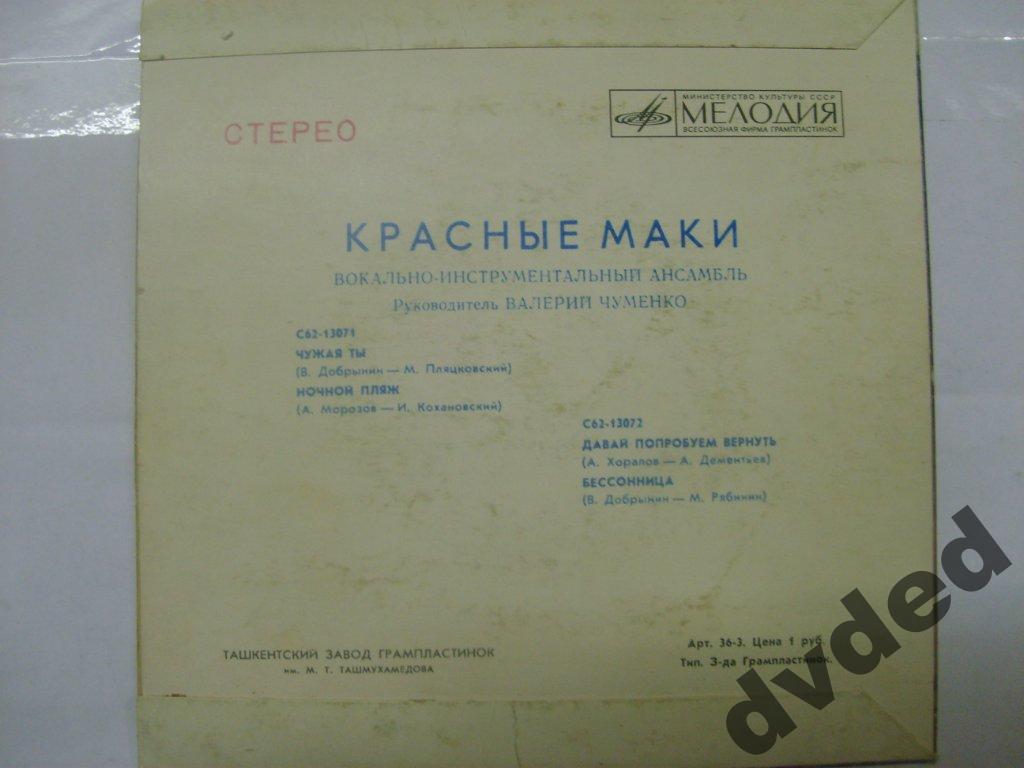 СТЕРЕО
МИНИСТЕРСТВО КУЛЬТУРЫ СССР
МЕЛОДИЯ
ВСЕСОЮЗНАЯ ФИРМА ГРАМПЛАСТИНОК
КРАСНЫЕ МАКИ
ВОКАЛЬНО-ИНСТРУМЕНТАЛЬНЫЙ АНСАМБЛЬ
Руководитель ВАЛЕРИЙ ЧУМЕНКО
С62-13071
ЧУЖАЯ ТЫ
(В. Добрынин — М. Пляцковский)
НОЧНОЙ ПЛЯЖ
(А. Морозов — И. Кохановский)
С62-13072
ДАВАЙ ПОПРОБУЕМ ВЕРНУТЬ
(А. Хоралов — А. Дементьев)
БЕССОННИЦА
(В. Добрынин — М. Рябинин)
ТАШКЕНТСКИЙ ЗАВОД ГРАМПЛАСТИНОК
им. М. Т. ТАШМУХАМЕДОВА
Арт. 36-3. Цена 1 руб.
Тип. З-да Грампластинок.
dvded